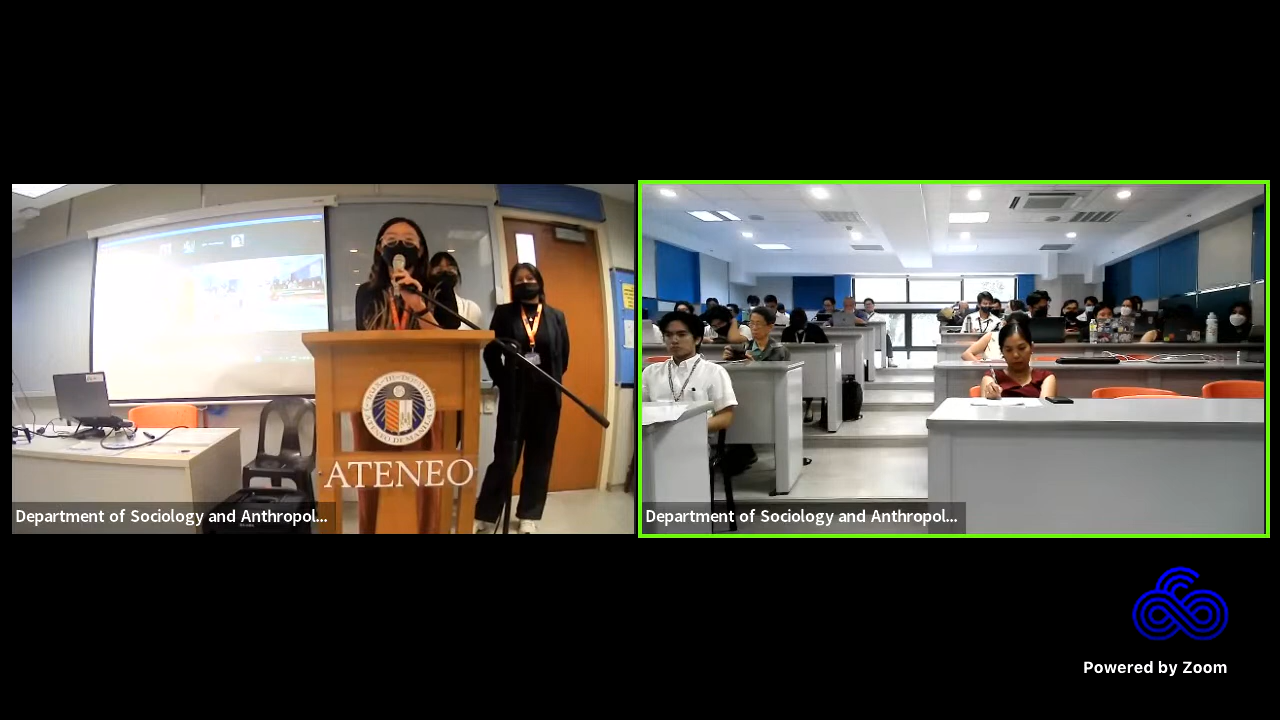 ATENEO
Department of Sociology and Anthropol...
Department of Sociology and Anthropol...
Powered by Zoom